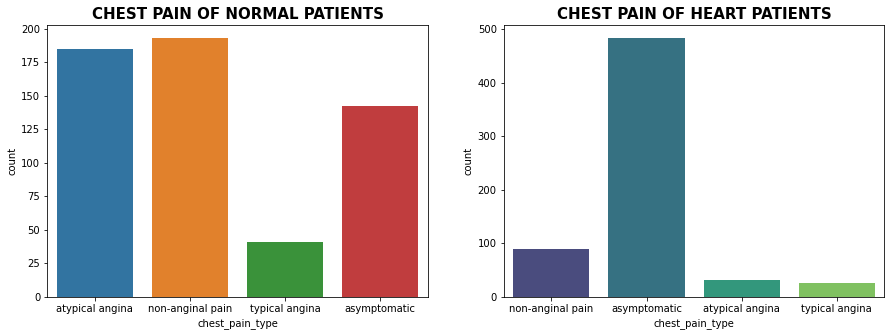 CHEST PAIN OF NORMAL PATIENTS
200
175
150
125
100
75
50
25
0
count
atypical angina non-anginal pain typical angina asymptomatic
chest_pain_type
CHEST PAIN OF HEART PATIENTS
500
400
300
200
100
0
count
non-anginal pain asymptomatic atypical angina typical angina
chest_pain_type